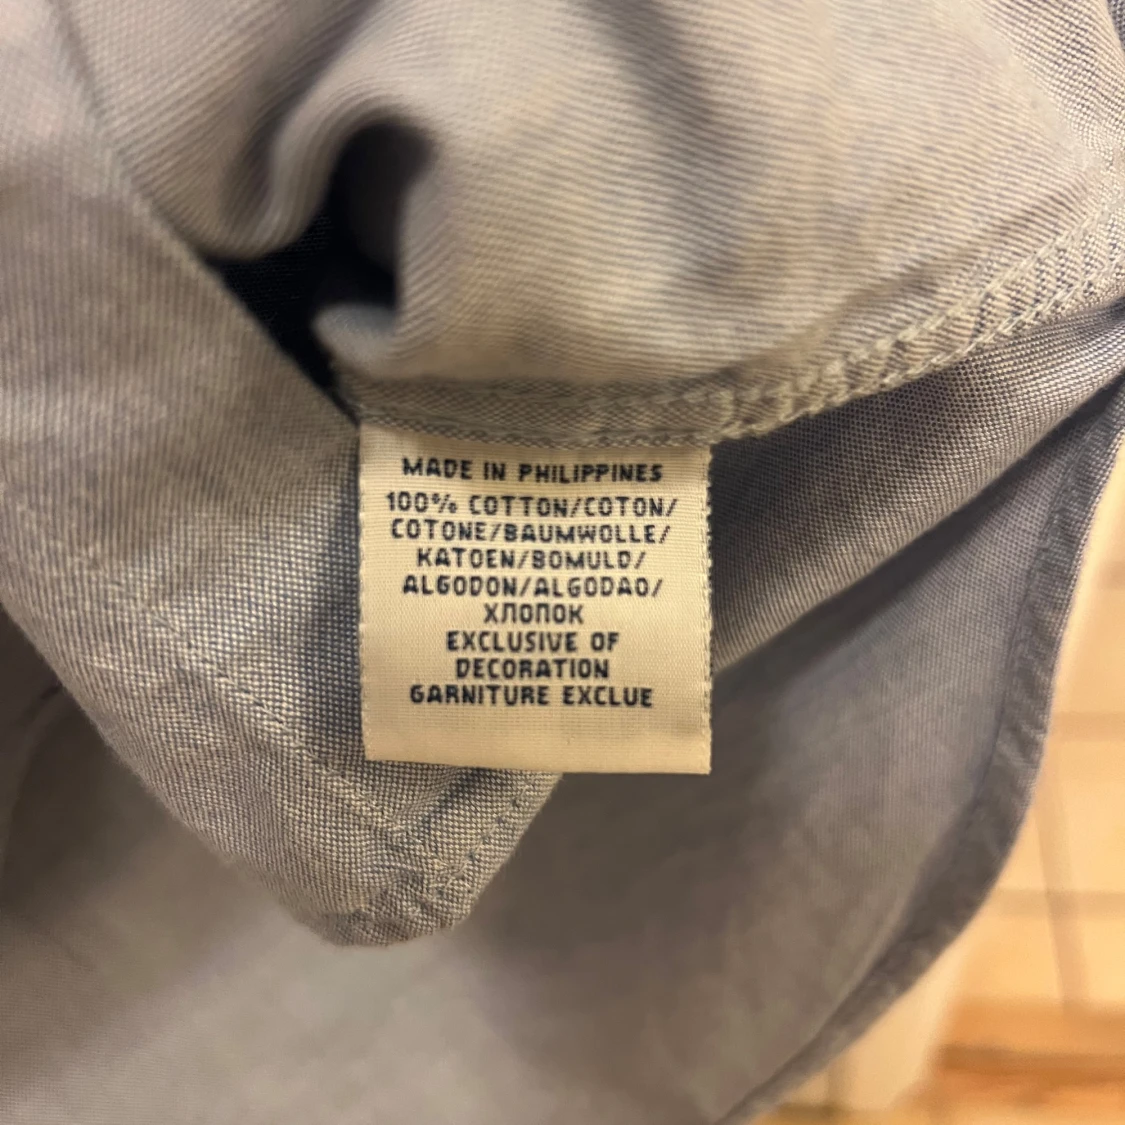 MADE IN PHILIPPINES
100% COTTON/COTON/
COTONE/BAUMWOLLE/
KATOEN/BOMULD/
ALGODON/ALGODAO/
ХЛОПОК
EXCLUSIVE OF
DECORATION
GARNITURE EXCLUE